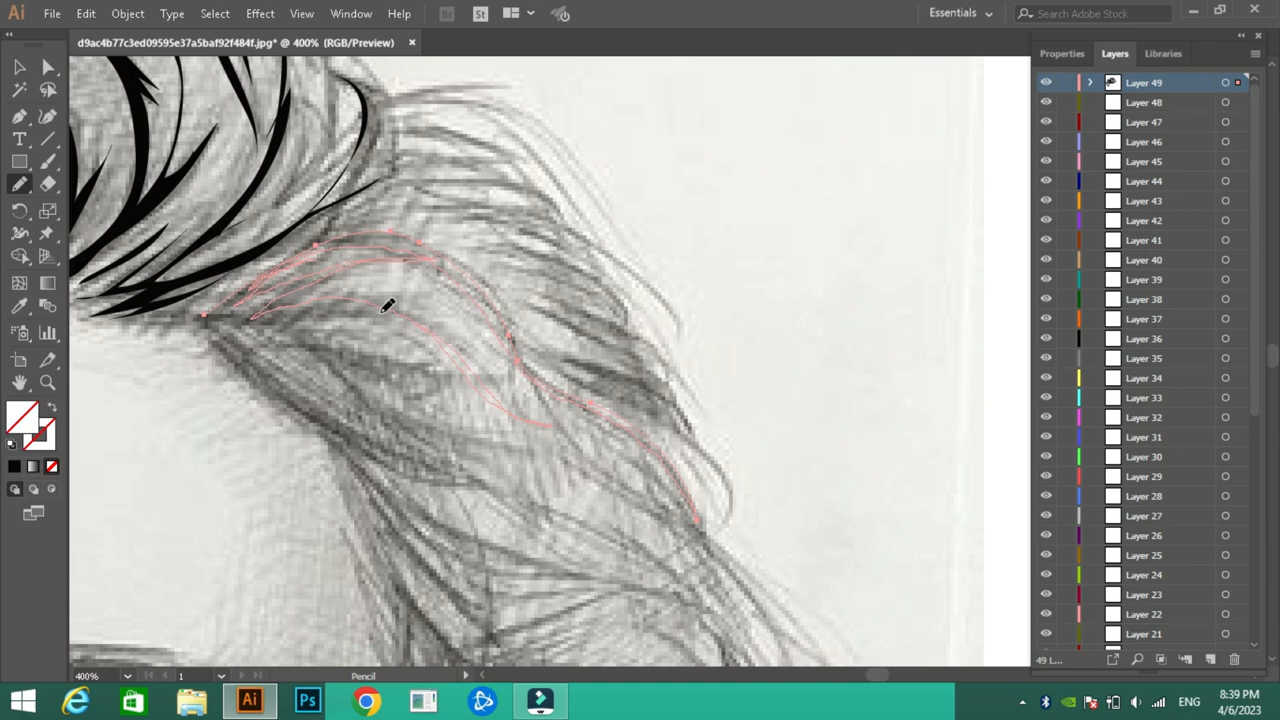 Ai File Edit Object Type Select Effect View Window Help Br St Essentials Search Adobe Stock
d9ac4b77c3ed09595e37a5baf92f484f.jpg* @ 400% (RGB/Preview)
Properties Layers Libraries
Layer 49
Layer 48
Layer 47
Layer 46
Layer 45
Layer 44
Layer 43
Layer 42
Layer 41
Layer 40
Layer 39
Layer 38
Layer 37
Layer 36
Layer 35
Layer 34
Layer 33
Layer 32
Layer 31
Layer 30
Layer 29
Layer 28
Layer 27
Layer 26
Layer 25
Layer 24
Layer 23
Layer 22
Layer 21
49 L...
400% 1 Pencil
Ai Ps ENG 8:39 PM
4/6/2023